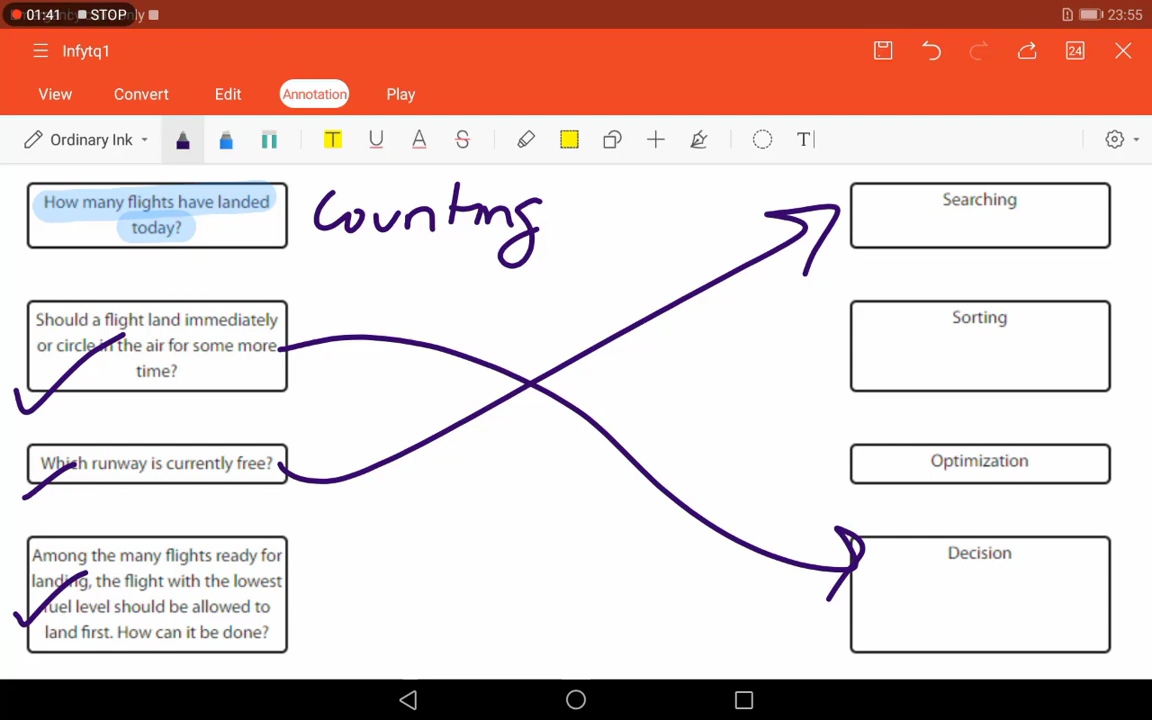 01:41 STOP
23:55
Infytq1
24
View Convert Edit Annotation Play
Ordinary Ink T U A S T
How many flights have landed
today?
Counting
Searching
Should a flight land immediately
or circle in the air for some more
time?
Sorting
Which runway is currently free?
Optimization
Among the many flights ready for
landing, the flight with the lowest
fuel level should be allowed to
land first. How can it be done?
Decision